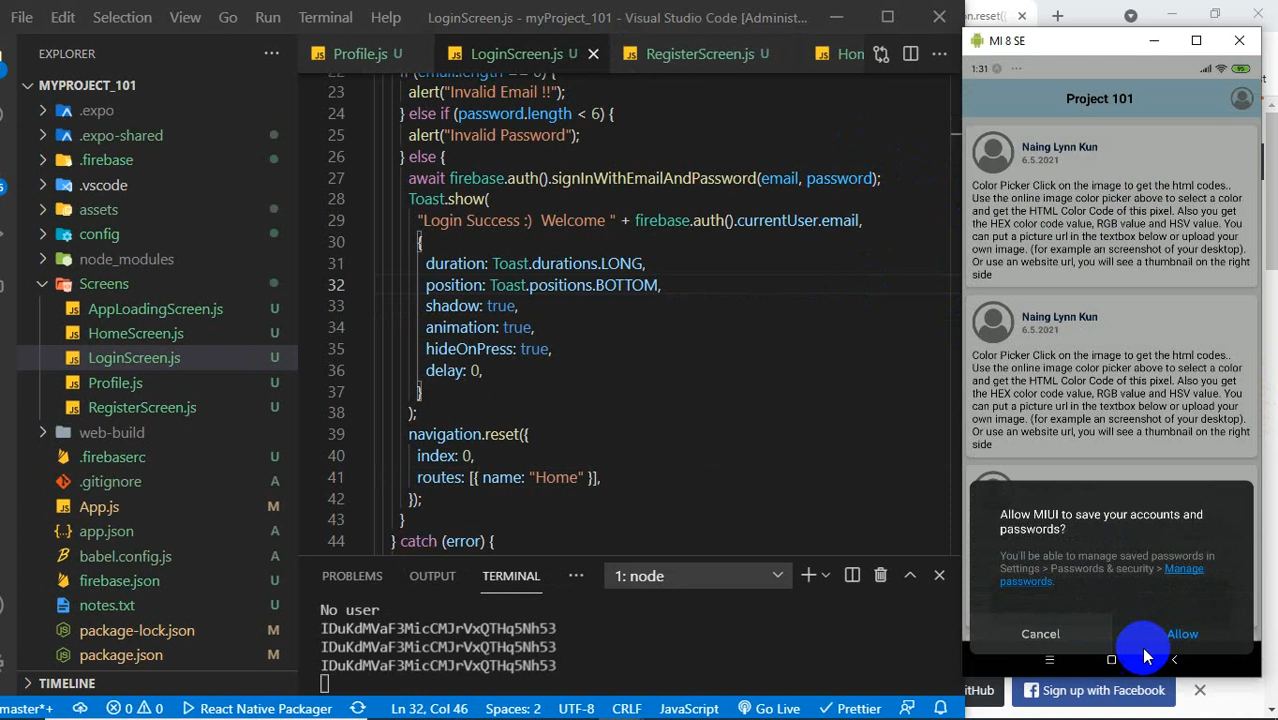 File Edit Selection View Go Run Terminal Help LoginScreen.js - myProject_101 - Visual Studio Code [Administ...
EXPLORER
MYPROJECT_101
.expo
.expo-shared
.firebase
.vscode
assets
config
node_modules
Screens
AppLoadingScreen.js U
HomeScreen.js U
LoginScreen.js U
Profile.js U
RegisterScreen.js U
web-build
.firebaserc U
.gitignore A
App.js M
app.json A
babel.config.js A
firebase.json U
notes.txt U
package-lock.json M
package.json M
TIMELINE
Profile.js U LoginScreen.js U RegisterScreen.js U Hom
23 alert("Invalid Email !!");
24 } else if (password.length < 6) {
25 alert("Invalid Password");
26 } else {
27 await firebase.auth().signInWithEmailAndPassword(email, password);
28 Toast.show(
29 "Login Success :)  Welcome " + firebase.auth().currentUser.email,
30 {
31 duration: Toast.durations.LONG,
32 position: Toast.positions.BOTTOM,
33 shadow: true,
34 animation: true,
35 hideOnPress: true,
36 delay: 0,
37 }
38 );
39 navigation.reset({
40 index: 0,
41 routes: [{ name: "Home" }],
42 });
43 }
44 } catch (error) {
PROBLEMS OUTPUT TERMINAL ... 1: node
No user
IDuKdMVaF3MicCMJrVxQTHq5Nh53
IDuKdMVaF3MicCMJrVxQTHq5Nh53
IDuKdMVaF3MicCMJrVxQTHq5Nh53
master*+ 0 0 React Native Packager Ln 32, Col 46 Spaces: 2 UTF-8 CRLF JavaScript Go Live Prettier
n.reset()
MI 8 SE
1:31 ...
Project 101
Naing Lynn Kun
6.5.2021
Color Picker Click on the image to get the html codes..
Use the online image color picker above to select a
color and get the HTML Color Code of this pixel. Also you
get the HEX color code value, RGB value and HSV value. You
can put a picture url in the textbox below or upload your
own image. (for example an screenshot of your desktop).
Or use an website url, you will see a thumbnail on the right
side
Naing Lynn Kun
6.5.2021
Color Picker Click on the image to get the html codes..
Use the online image color picker above to select a
color and get the HTML Color Code of this pixel. Also you
get the HEX color code value, RGB value and HSV value. You
can put a picture url in the textbox below or upload your
own image. (for example an screenshot of your desktop).
Or use an website url, you will see a thumbnail on the right
side
Allow MIUI to save your accounts and
passwords?
You'll be able to manage saved passwords in
Settings > Passwords & security > Manage
passwords.
Cancel Allow
itHub Sign up with Facebook